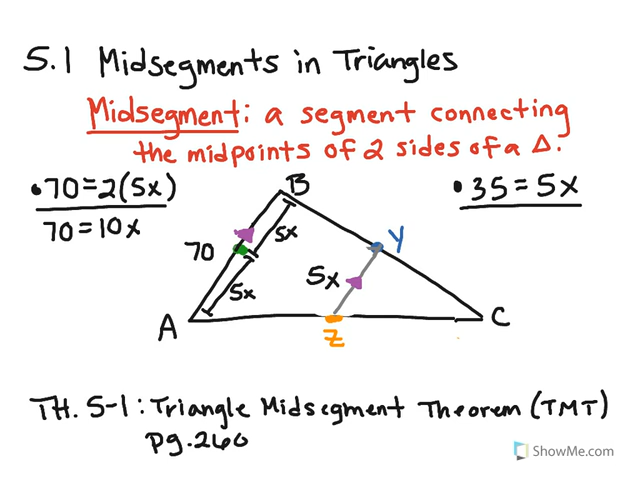 5.1 Midsegments in Triangles
Midsegment: a segment connecting
the midpoints of 2 sides of a Δ.
• 70=2(5x)
70=10x
• 35=5x
B
70
5x
5x
Y
5x
A
Z
C
TH. 5-1: Triangle Midsegment Theorem (TMT)
pg.260
ShowMe.com